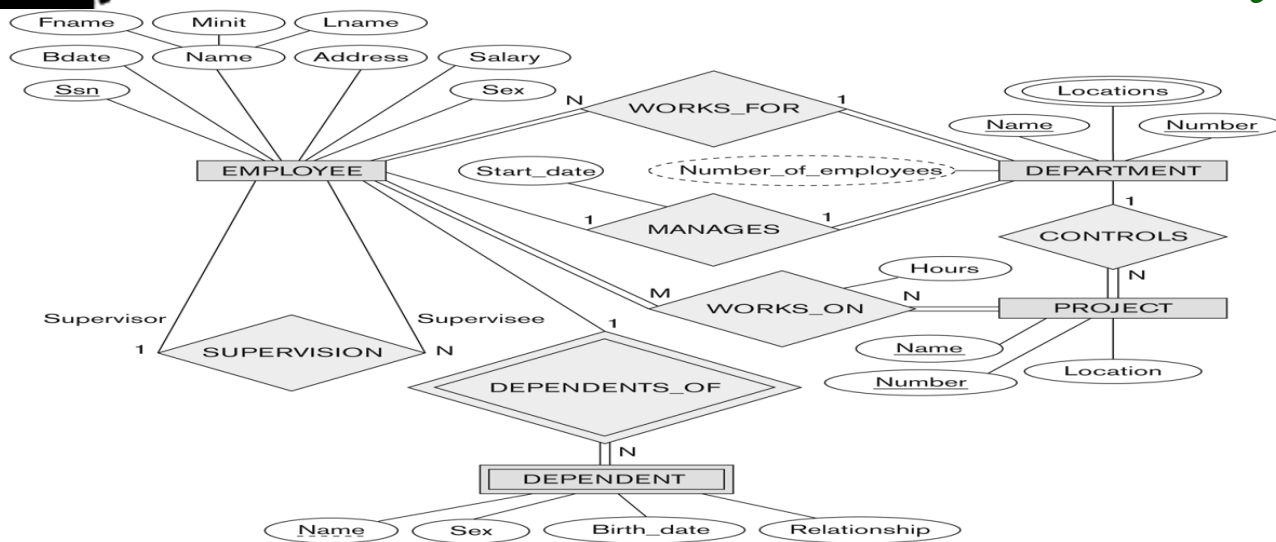 Fname Minit Lname
Bdate Name Address Salary
Ssn Sex
N WORKS_FOR 1
Locations
Name Number
EMPLOYEE
Start_date
Number_of_employees
DEPARTMENT
1 MANAGES 1
1
CONTROLS
N
Hours
M WORKS_ON N
PROJECT
Name
Number
Location
Supervisor Supervisee
1 SUPERVISION N
1
DEPENDENTS_OF
N
DEPENDENT
Name Sex Birth_date Relationship